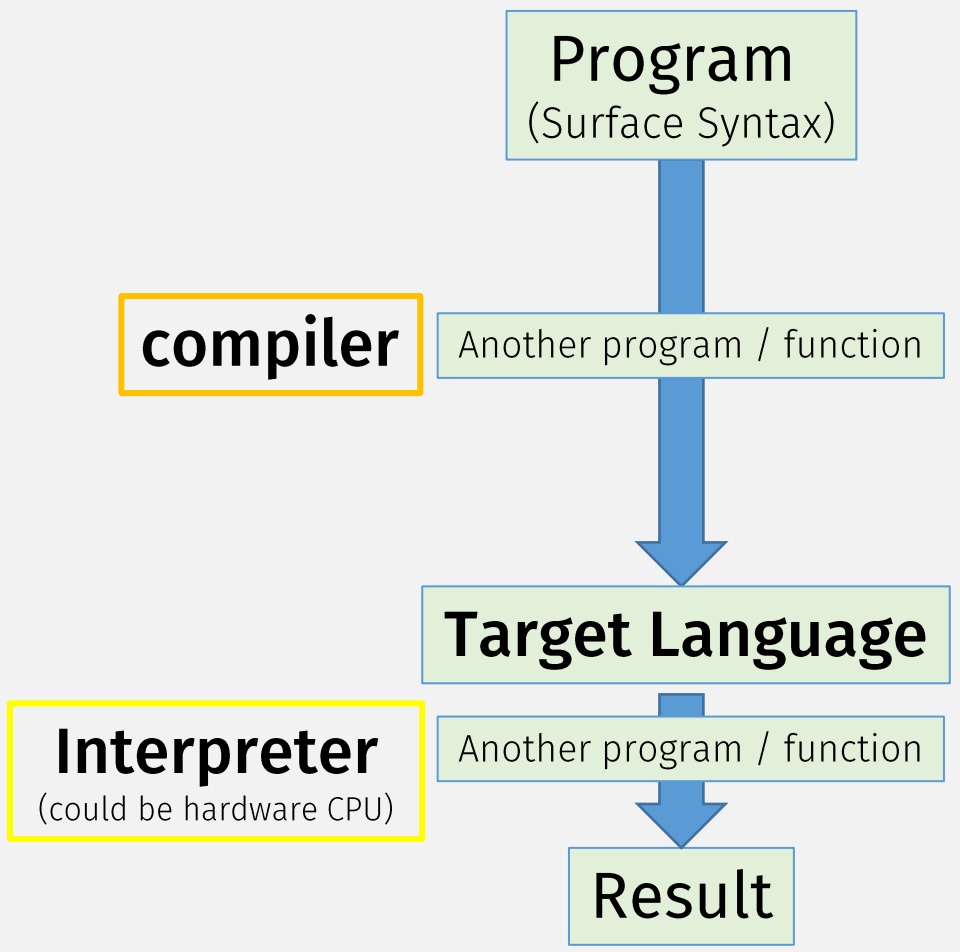 Program
(Surface Syntax)
compiler
Another program / function
Target Language
Interpreter
(could be hardware CPU)
Another program / function
Result